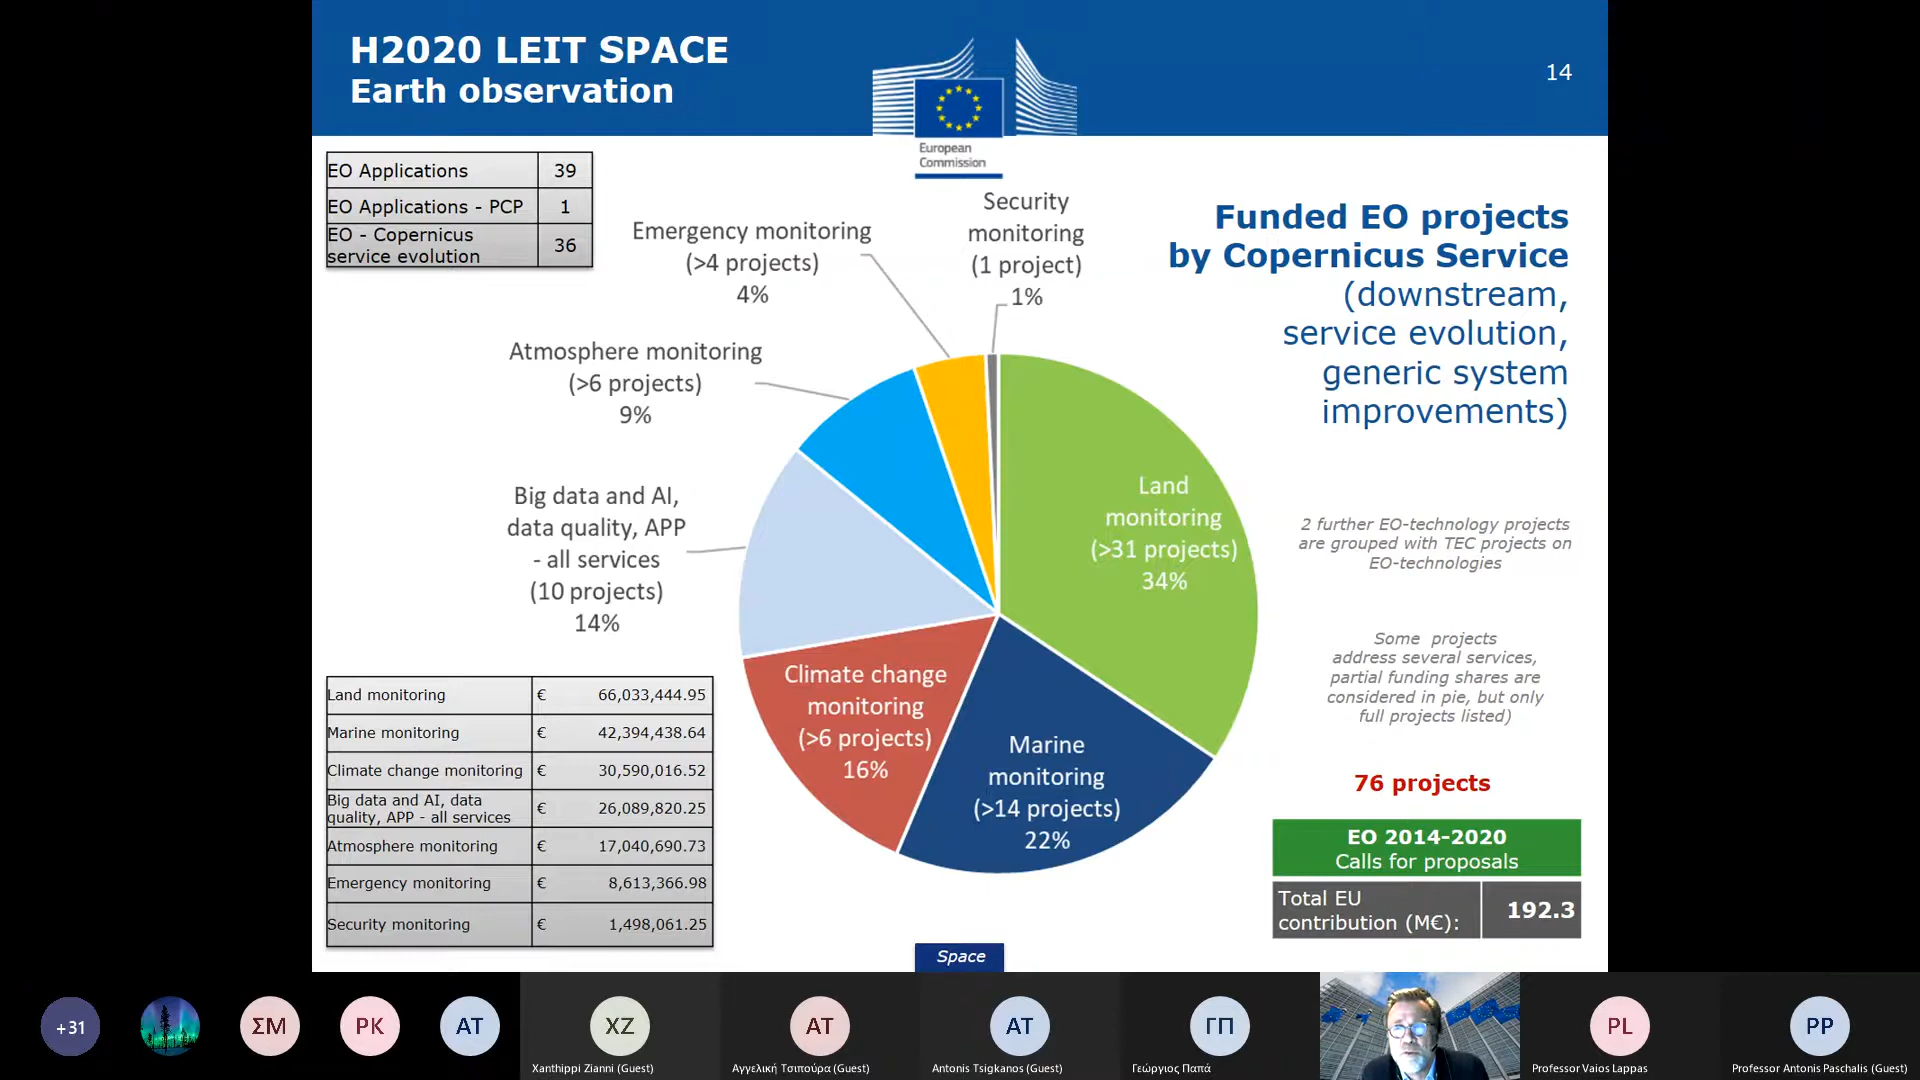 H2020 LEIT SPACE
Earth observation
14
European
Commission
EO Applications 39
EO Applications - PCP 1
EO - Copernicus
service evolution 36
Emergency monitoring
(>4 projects)
4%
Security
monitoring
(1 project)
1%
Funded EO projects
by Copernicus Service
(downstream,
service evolution,
generic system
improvements)
Atmosphere monitoring
(>6 projects)
9%
Big data and AI,
data quality, APP
- all services
(10 projects)
14%
Land
monitoring
(>31 projects)
34%
Climate change
monitoring
(>6 projects)
16%
Marine
monitoring
(>14 projects)
22%
2 further EO-technology projects
are grouped with TEC projects on
EO-technologies
Some projects
address several services,
partial funding shares are
considered in pie, but only
full projects listed)
Land monitoring € 66,033,444.95
Marine monitoring € 42,394,438.64
Climate change monitoring € 30,590,016.52
Big data and AI, data
quality, APP - all services € 26,089,820.25
Atmosphere monitoring € 17,040,690.73
Emergency monitoring € 8,613,366.98
Security monitoring € 1,498,061.25
76 projects
EO 2014-2020
Calls for proposals
Total EU
contribution (M€): 192.3
Space
+31
ΣΜ
PK
AT
XZ
AT
AT
ΓΠ
PL
PP
Xanthippi Zianni (Guest)
Αγγελική Τσιπούρα (Guest)
Antonis Tsigkanos (Guest)
Γεώργιος Παπά
Professor Vaios Lappas
Professor Antonis Paschalis (Guest)